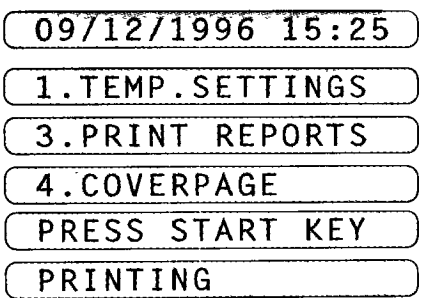 09/12/1996 15:25
1.TEMP.SETTINGS
3.PRINT REPORTS
4.COVERPAGE
PRESS START KEY
PRINTING